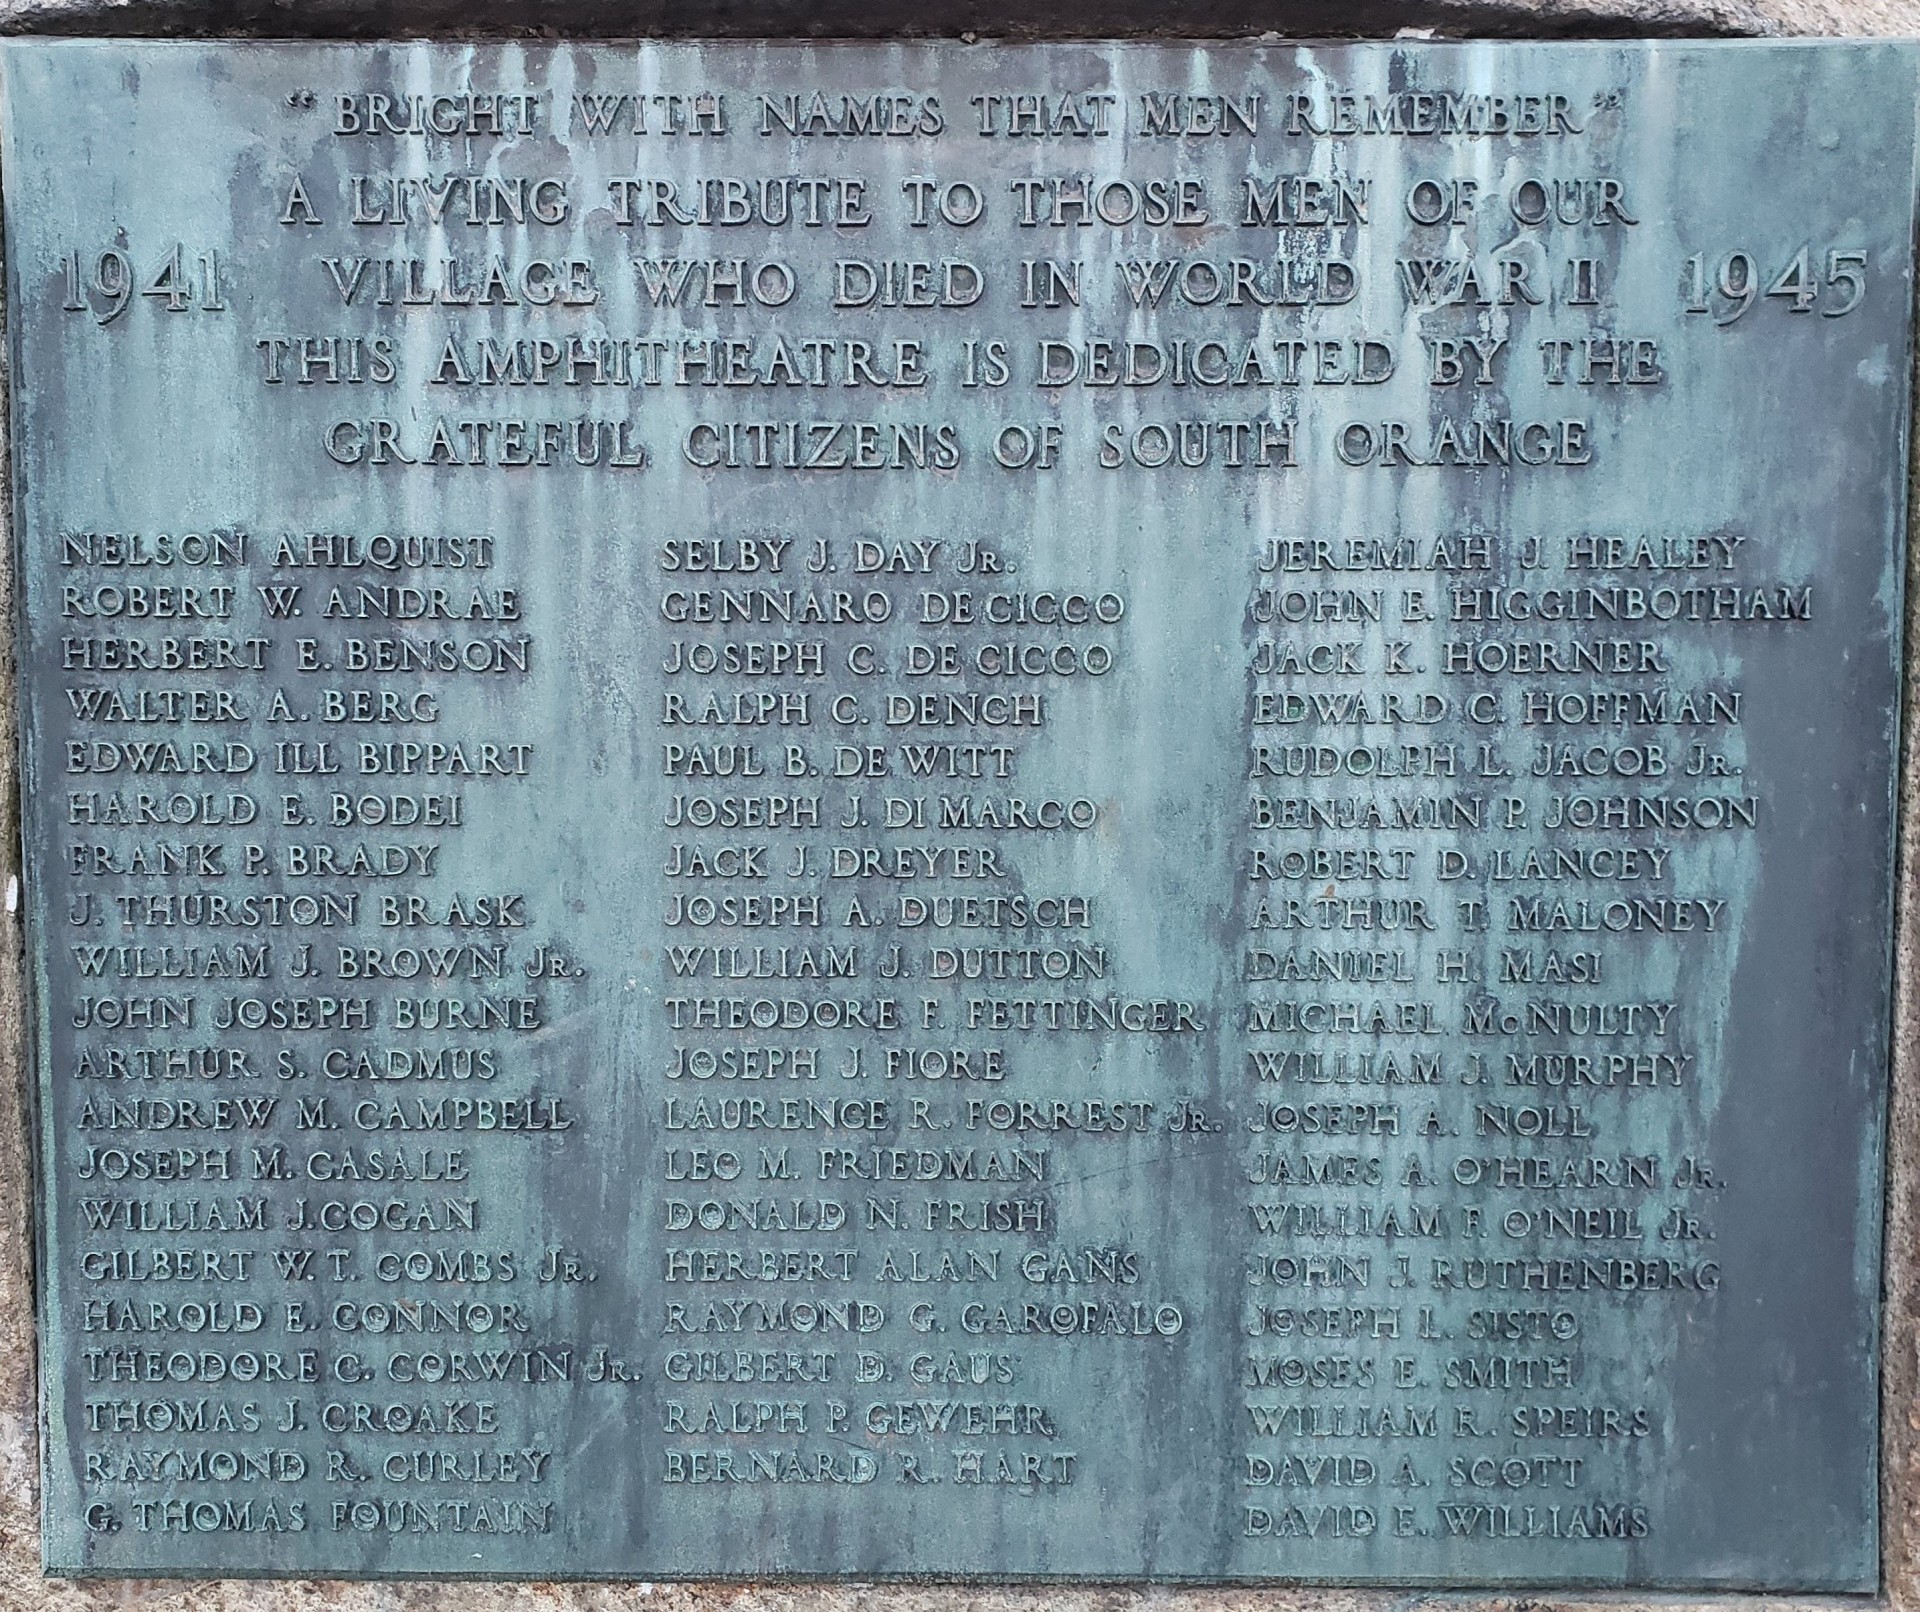 “BRIGHT WITH NAMES THAT MEN REMEMBER”
A LIVING TRIBUTE TO THOSE MEN OF OUR
1941 VILLAGE WHO DIED IN WORLD WAR II 1945
THIS AMPHITHEATRE IS DEDICATED BY THE
GRATEFUL CITIZENS OF SOUTH ORANGE
NELSON AHLQUIST
ROBERT W. ANDRAE
HERBERT E. BENSON
WALTER A. BERG
EDWARD ILL BIPPART
HAROLD E. BODEI
FRANK P. BRADY
J. THURSTON BRASK
WILLIAM J. BROWN JR.
JOHN JOSEPH BURNE
ARTHUR S. CADMUS
ANDREW M. CAMPBELL
JOSEPH M. CASALE
WILLIAM J. COGAN
GILBERT W. T. COMBS JR.
HAROLD E. CONNOR
THEODORE C. CORWIN JR.
THOMAS J. CROAKE
RAYMOND R. CURLEY
G. THOMAS FOUNTAIN
SELBY J. DAY JR.
GENNARO DE CICCO
JOSEPH C. DE CICCO
RALPH C. DENCH
PAUL B. DE WITT
JOSEPH J. DI MARCO
JACK J. DREYER
JOSEPH A. DUETSCH
WILLIAM J. DUTTON
THEODORE F. FETTINGER
JOSEPH J. FIORE
LAURENCE R. FORREST JR.
LEO M. FRIEDMAN
DONALD N. FRISH
HERBERT ALAN GANS
RAYMOND G. GAROFALO
GILBERT D. GAUS
RALPH P. GEWEHR
BERNARD R. HART
JEREMIAH J. HEALEY
JOHN E. HIGGINBOTHAM
JACK K. HOERNER
EDWARD C. HOFFMAN
RUDOLPH L. JACOB JR.
BENJAMIN P. JOHNSON
ROBERT D. LANCEY
ARTHUR T. MALONEY
DANIEL H. MASI
MICHAEL McNULTY
WILLIAM J. MURPHY
JOSEPH A. NOLL
JAMES A. O'HEARN JR.
WILLIAM F. O'NEIL JR.
JOHN J. RUTHENBERG
JOSEPH L. SISTO
MOSES E. SMITH
WILLIAM R. SPEIRS
DAVID A. SCOTT
DAVID E. WILLIAMS